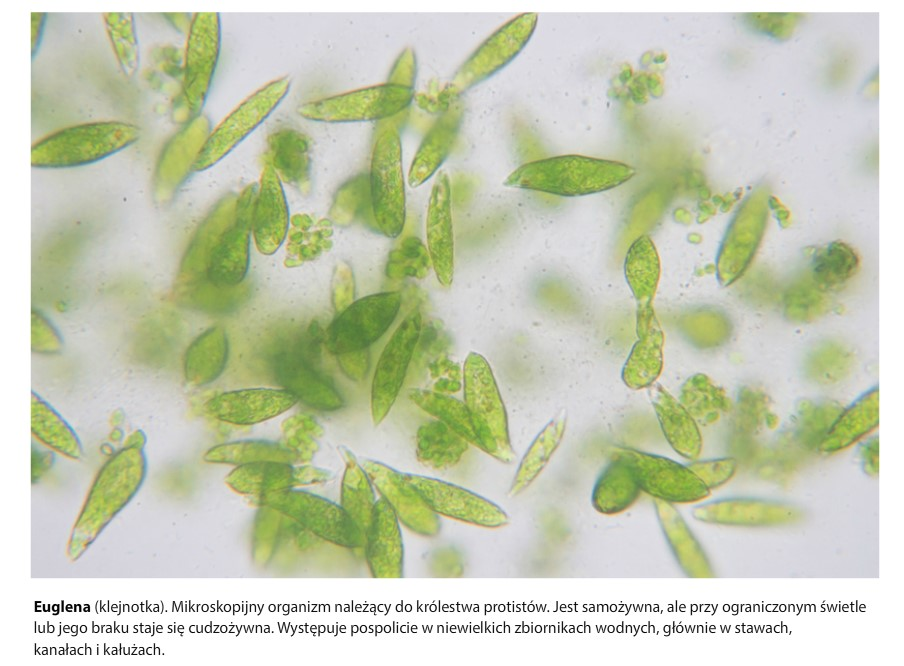 Euglena (klejnotka). Mikroskopijny organizm należący do królestwa protistów. Jest samożywna, ale przy ograniczonym świetle
lub jego braku staje się cudzożywna. Występuje pospolicie w niewielkich zbiornikach wodnych, głównie w stawach,
kanałach i kałużach.